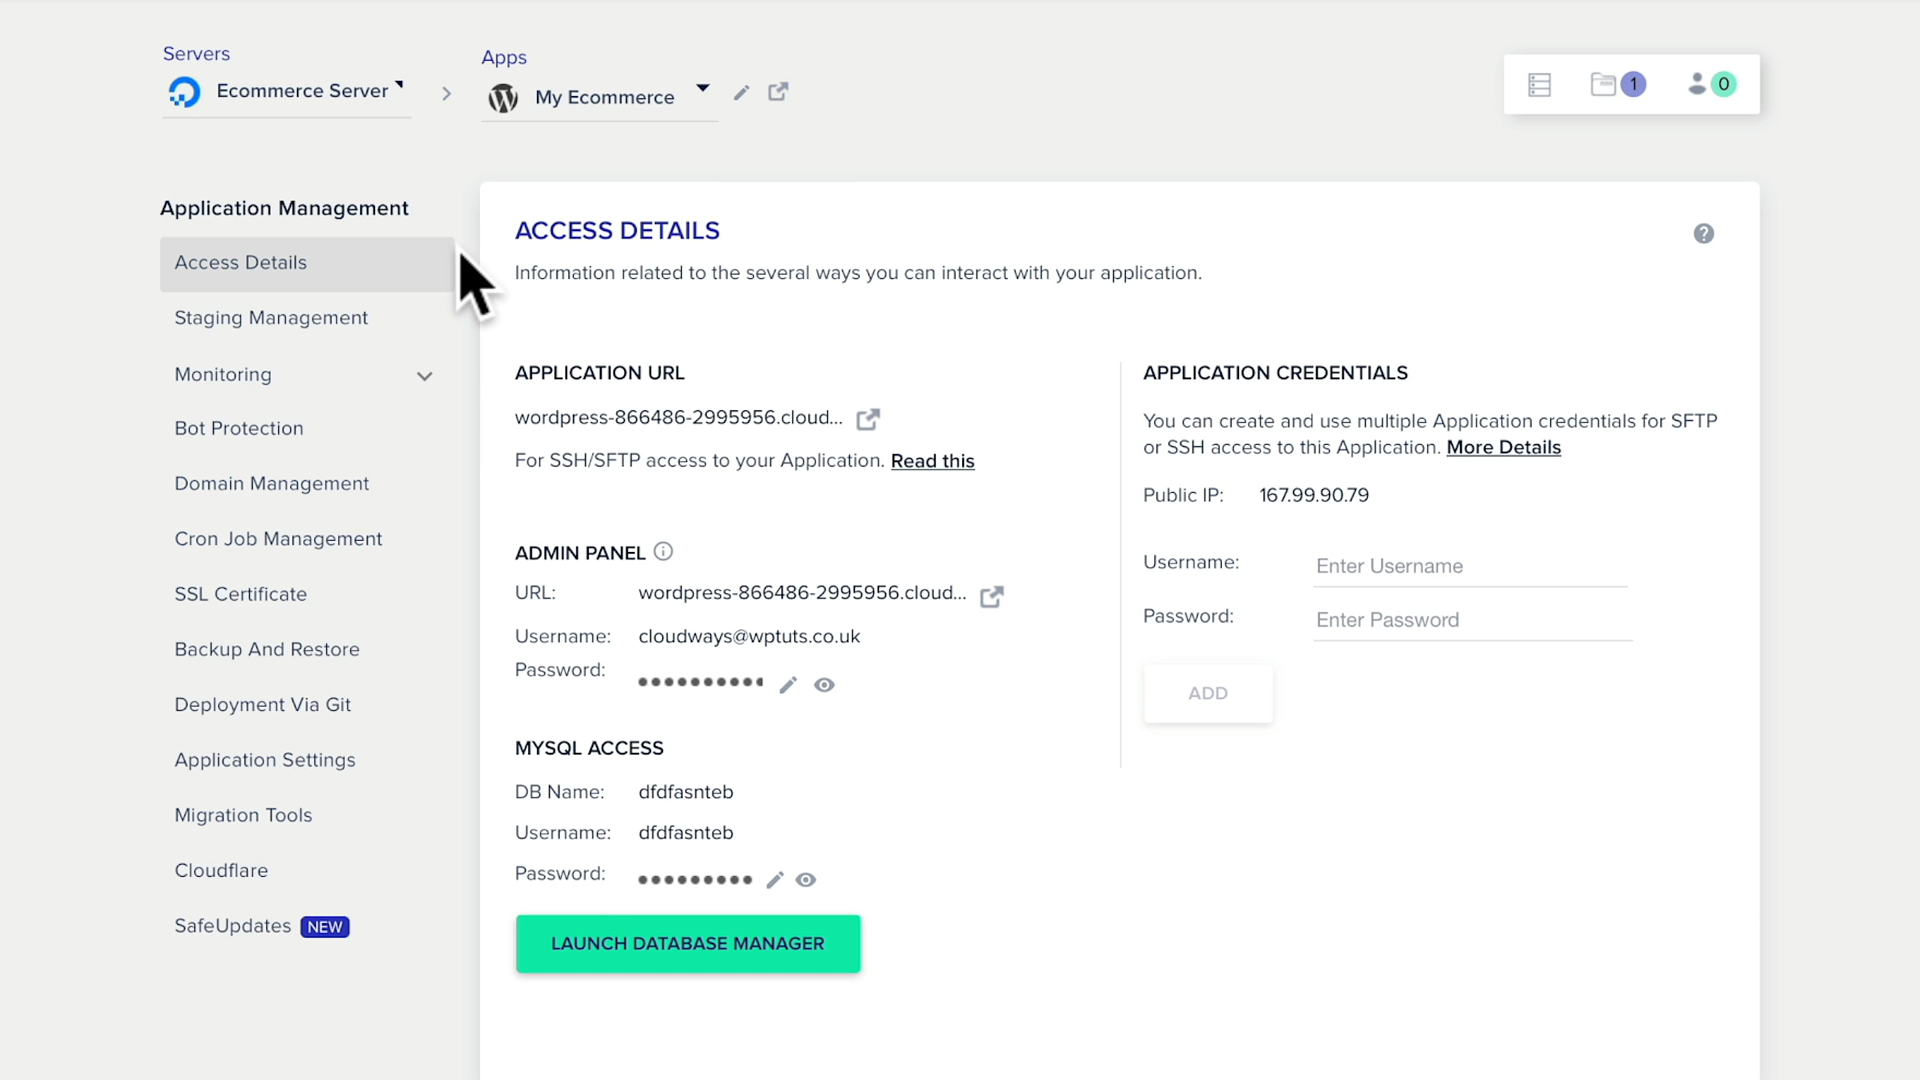 Servers
Ecommerce Server
Apps
My Ecommerce
1
0
Application Management
Access Details
Staging Management
Monitoring
Bot Protection
Domain Management
Cron Job Management
SSL Certificate
Backup And Restore
Deployment Via Git
Application Settings
Migration Tools
Cloudflare
SafeUpdates NEW
ACCESS DETAILS
?
Information related to the several ways you can interact with your application.
APPLICATION URL
wordpress-866486-2995956.cloud...
For SSH/SFTP access to your Application. Read this
ADMIN PANEL
URL: wordpress-866486-2995956.cloud...
Username: cloudways@wptuts.co.uk
Password:
MYSQL ACCESS
DB Name: dfdfasnteb
Username: dfdfasnteb
Password:
LAUNCH DATABASE MANAGER
APPLICATION CREDENTIALS
You can create and use multiple Application credentials for SFTP
or SSH access to this Application. More Details
Public IP: 167.99.90.79
Username: Enter Username
Password: Enter Password
ADD